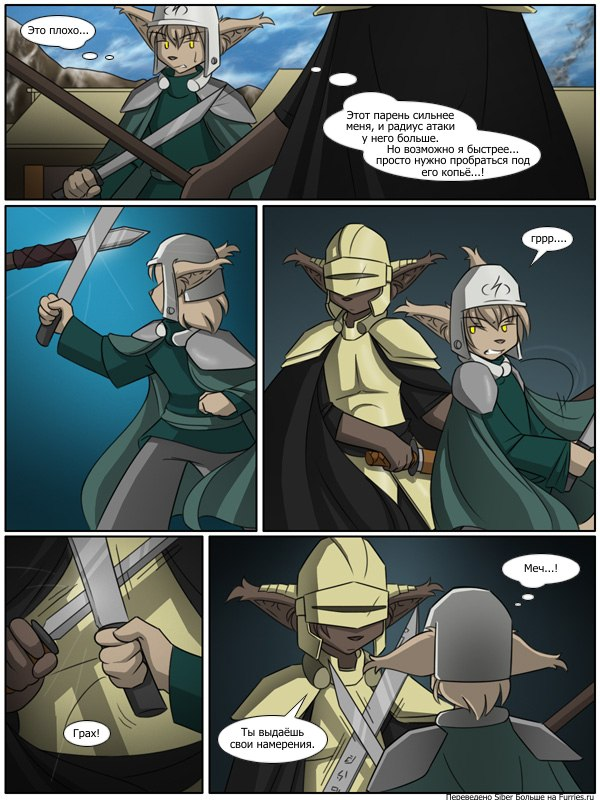 Это плохо...
Этот парень сильнее
меня, и радиус атаки
у него больше.
Но возможно я быстрее...
просто нужно пробраться под
его копьё...!
гррр....
Грах!
Меч...!
Ты выдаёшь
свои намерения.
Переведено Siber Больше на Furries.ru